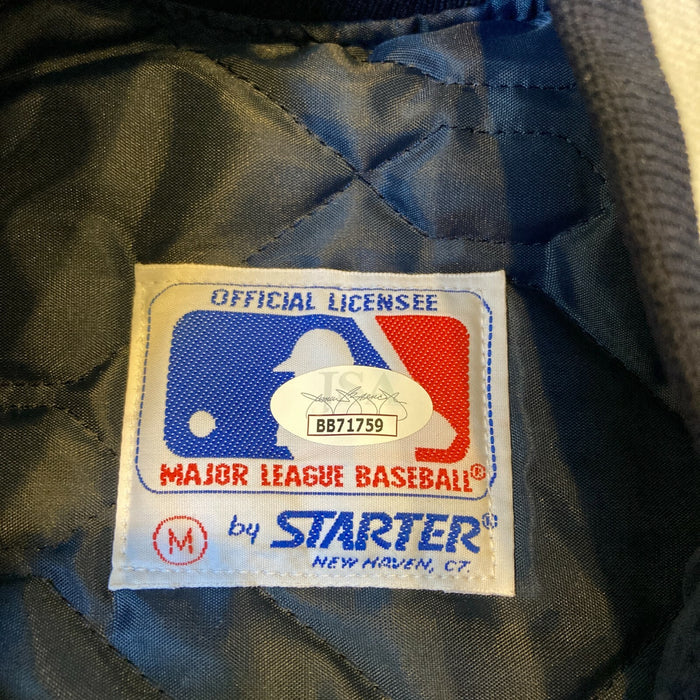 OFFICIAL LICENSEE
JSA
BB71759
MAJOR LEAGUE BASEBALL®
M by STARTER®
NEW HAVEN, CT.